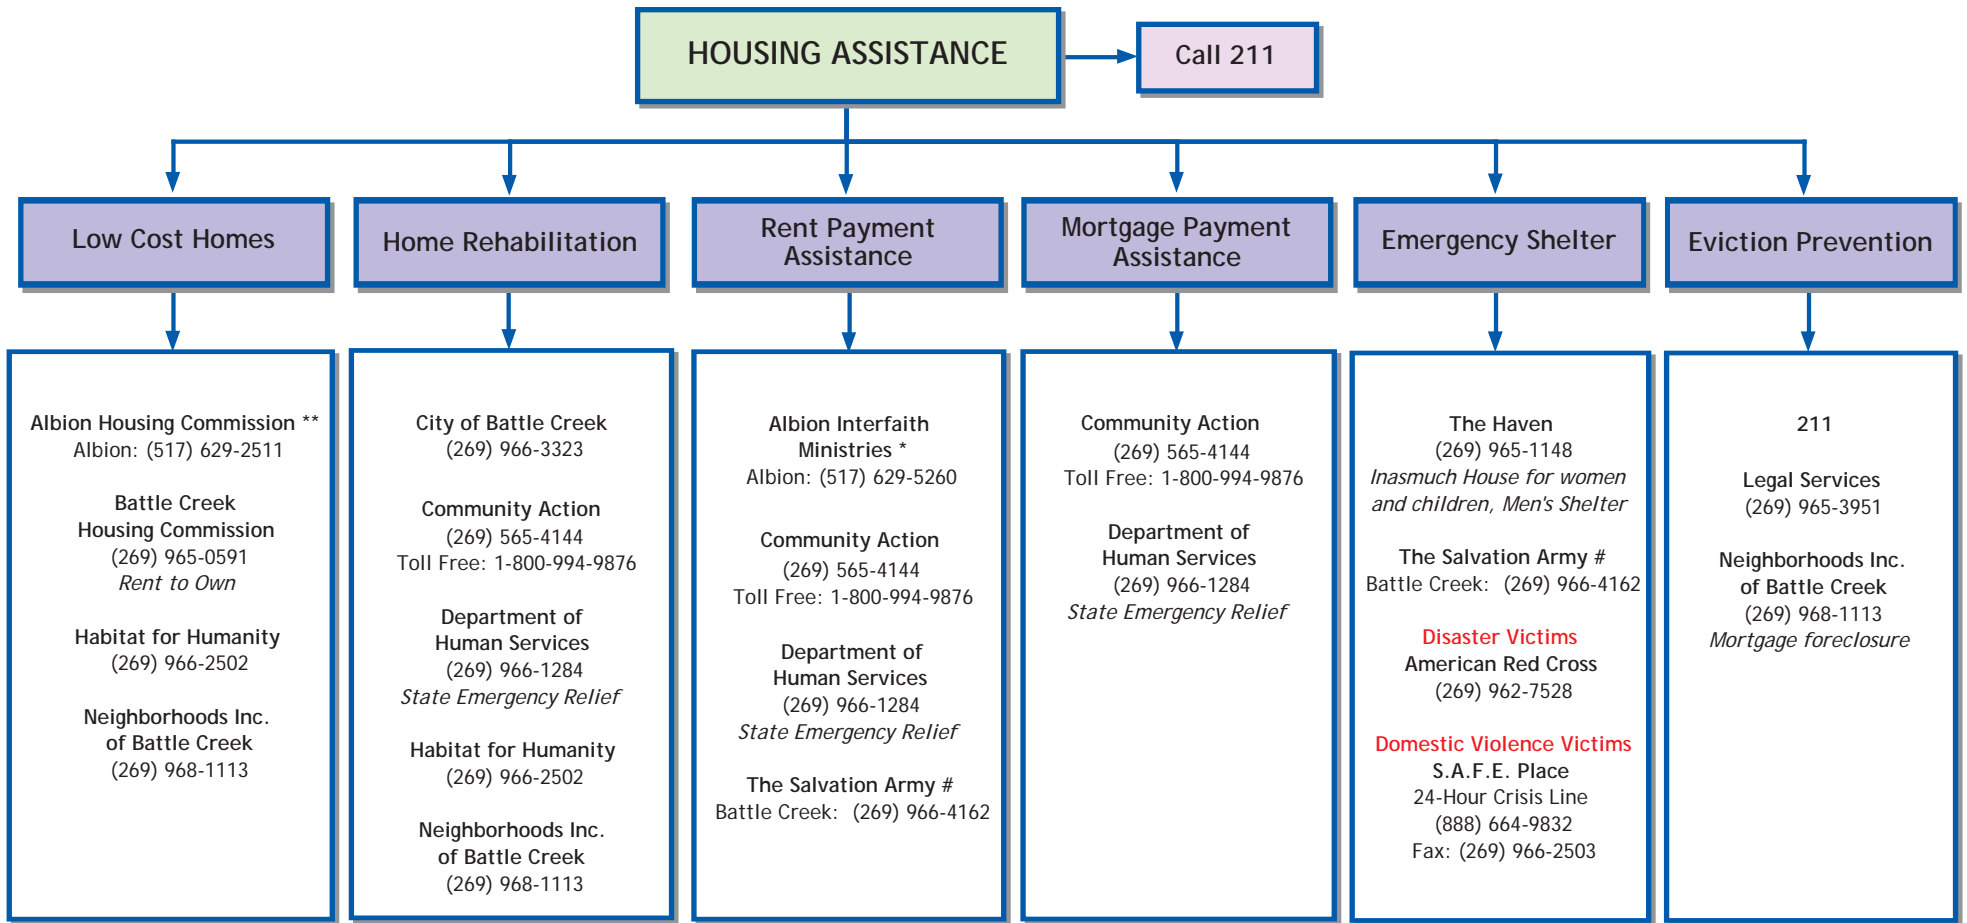 HOUSING ASSISTANCE
Call 211
Low Cost Homes
Albion Housing Commission **
Albion: (517) 629-2511
Battle Creek
Housing Commission
(269) 965-0591
Rent to Own
Habitat for Humanity
(269) 966-2502
Neighborhoods Inc.
of Battle Creek
(269) 968-1113
Home Rehabilitation
City of Battle Creek
(269) 966-3323
Community Action
(269) 565-4144
Toll Free: 1-800-994-9876
Department of
Human Services
(269) 966-1284
State Emergency Relief
Habitat for Humanity
(269) 966-2502
Neighborhoods Inc.
of Battle Creek
(269) 968-1113
Rent Payment
Assistance
Albion Interfaith
Ministries *
Albion: (517) 629-5260
Community Action
(269) 565-4144
Toll Free: 1-800-994-9876
Department of
Human Services
(269) 966-1284
State Emergency Relief
The Salvation Army #
Battle Creek: (269) 966-4162
Mortgage Payment
Assistance
Community Action
(269) 565-4144
Toll Free: 1-800-994-9876
Department of
Human Services
(269) 966-1284
State Emergency Relief
Emergency Shelter
The Haven
(269) 965-1148
Inasmuch House for women
and children, Men's Shelter
The Salvation Army #
Battle Creek: (269) 966-4162
Disaster Victims
American Red Cross
(269) 962-7528
Domestic Violence Victims
S.A.F.E. Place
24-Hour Crisis Line
(888) 664-9832
Fax: (269) 966-2503
Eviction Prevention
211
Legal Services
(269) 965-3951
Neighborhoods Inc.
of Battle Creek
(269) 968-1113
Mortgage foreclosure